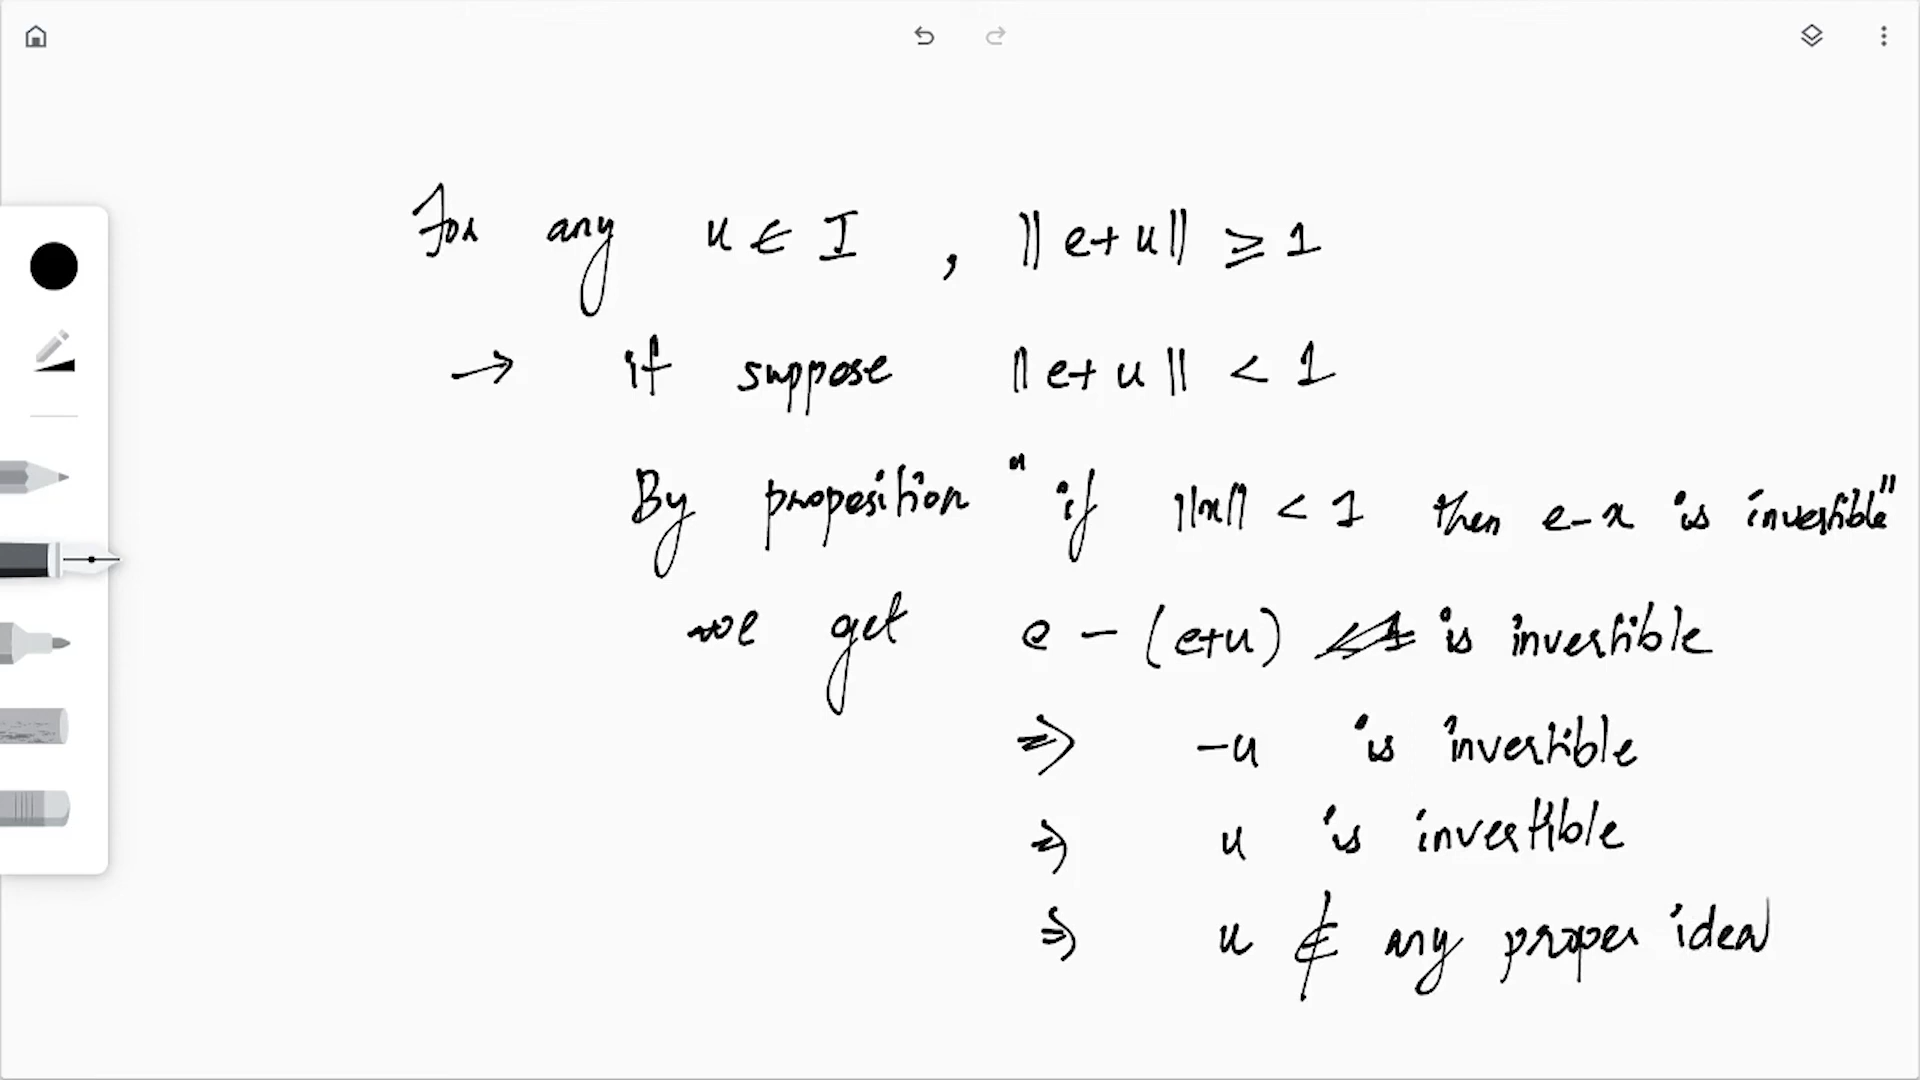 For any u ∈ I , ||e+u|| ≥ 1
→ if suppose ||e+u|| < 1
By proposition "if ||x|| < 1 then e-x is invertible"
we get e - (e+u) is invertible
⇒ -u is invertible
⇒ u is invertible
⇒ u ∉ any proper ideal